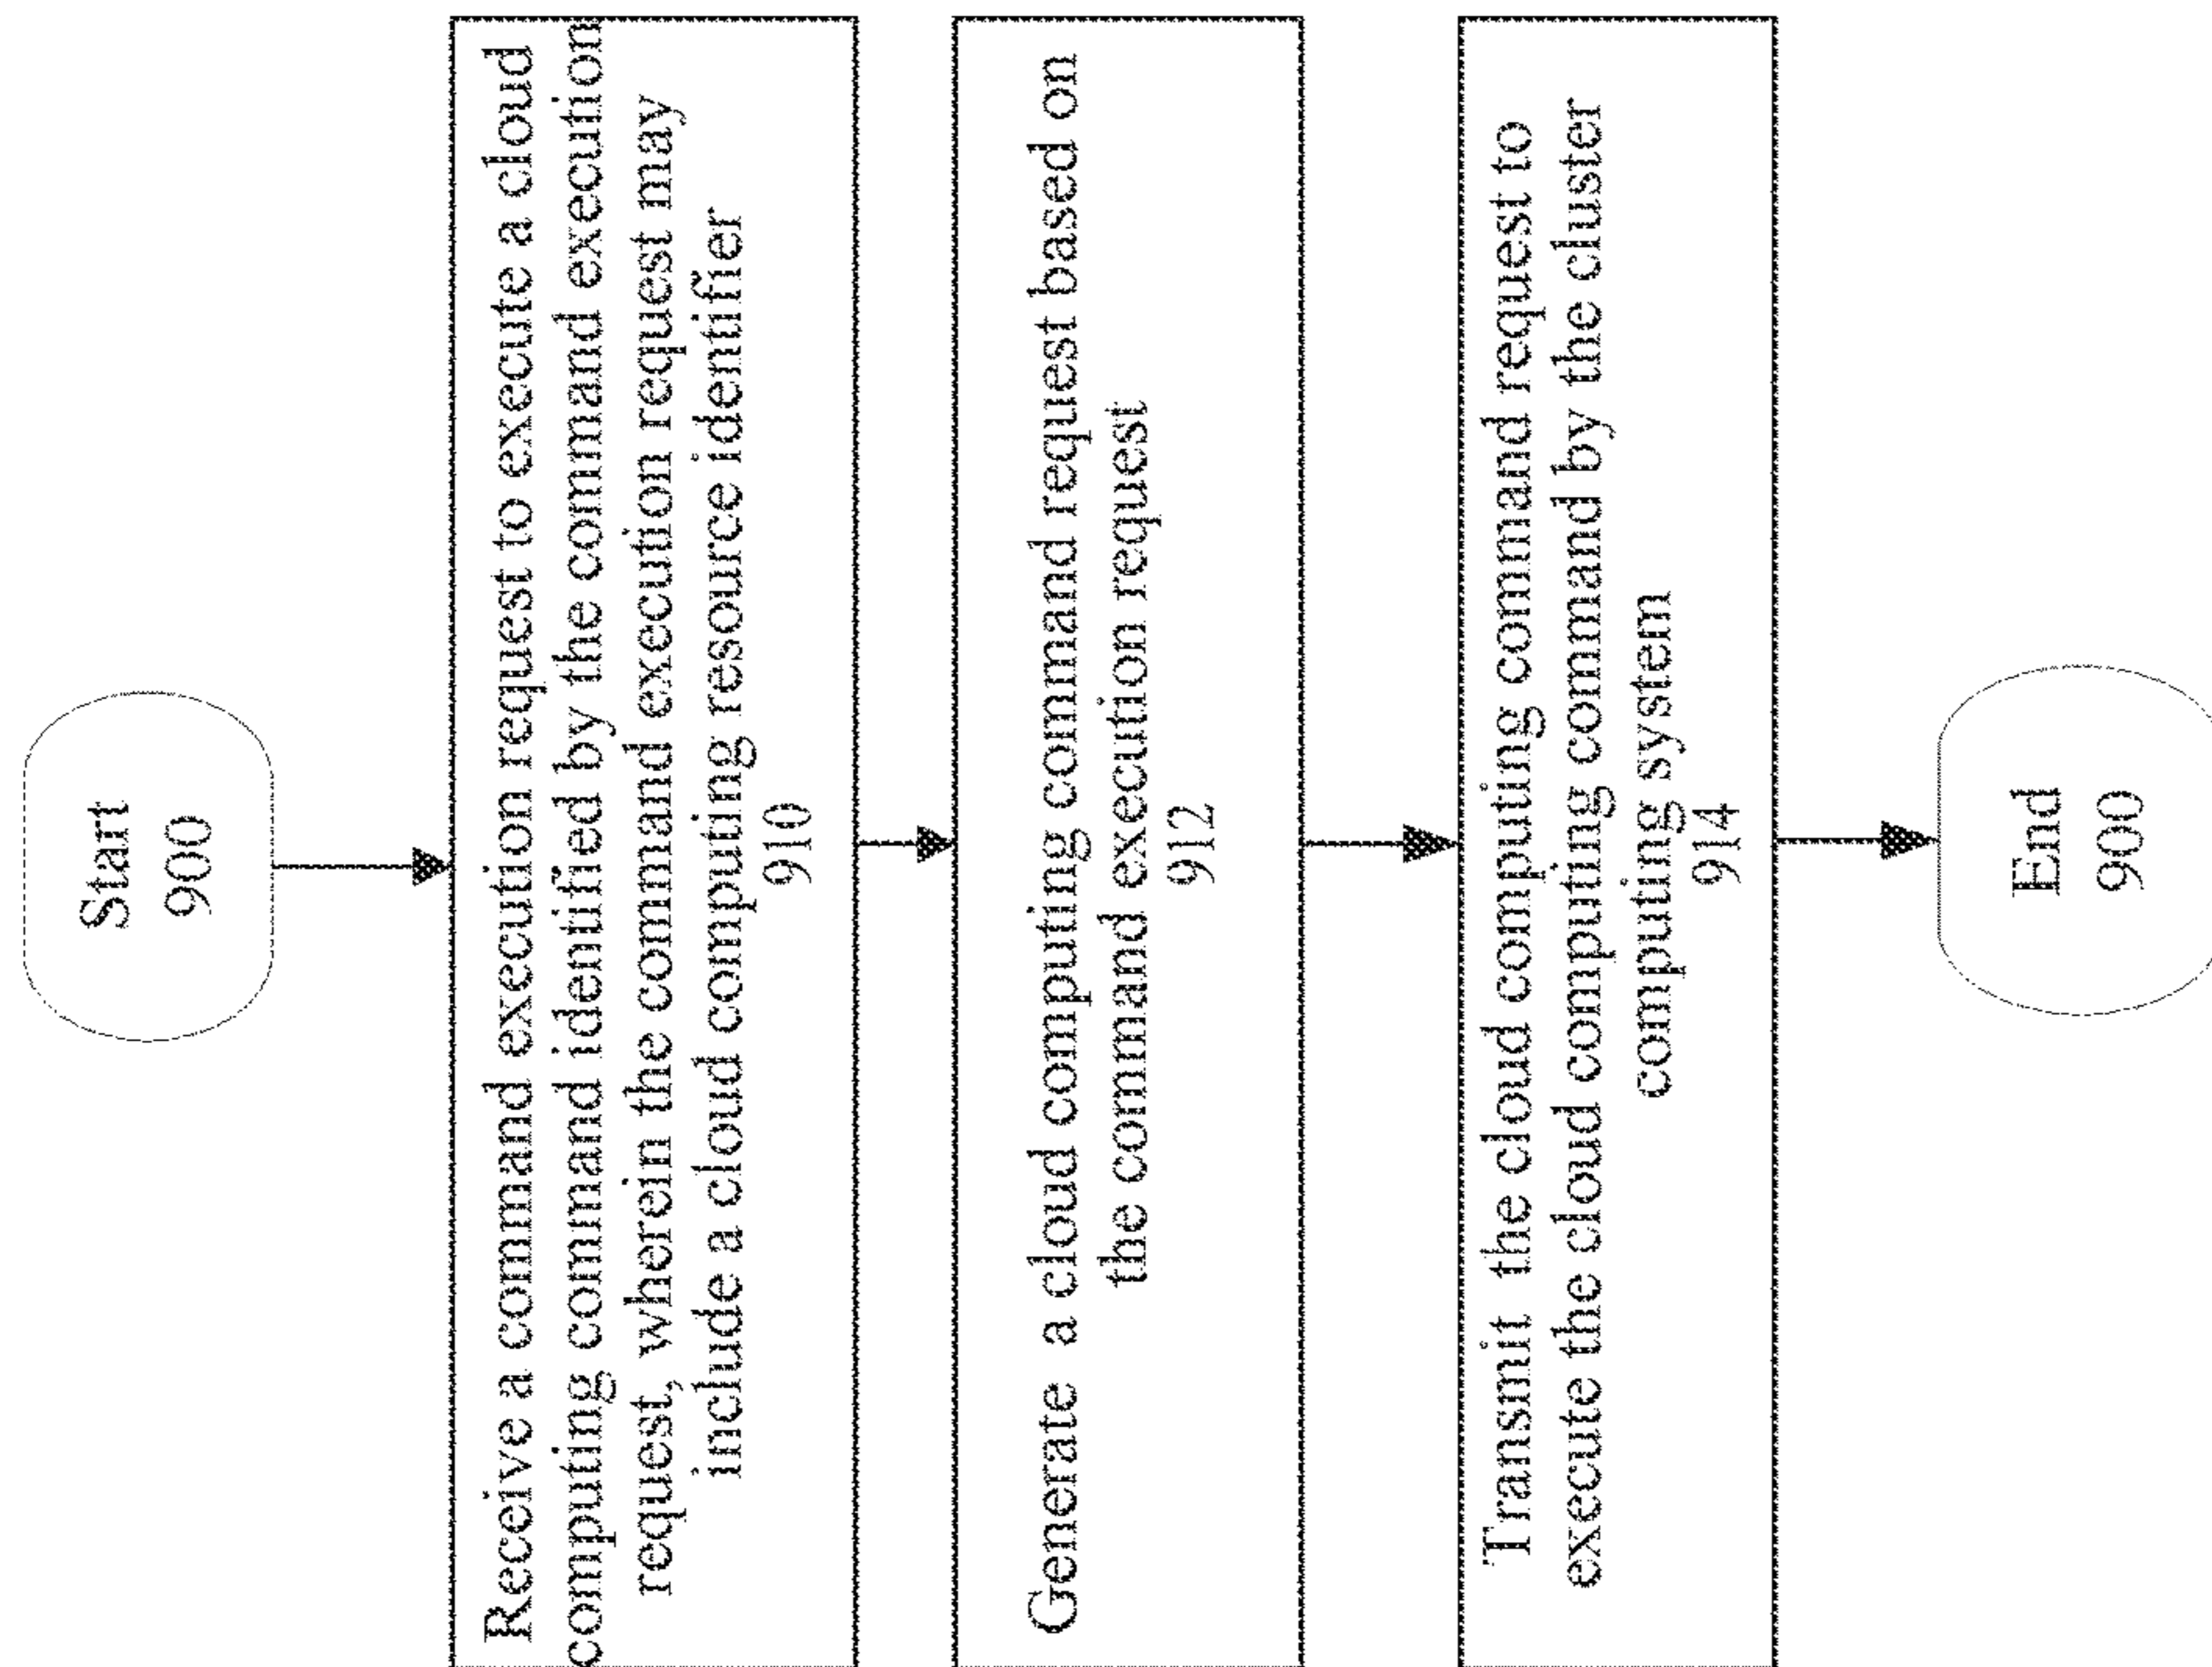 Start
900
Receive a command execution request to execute a cloud
computing command identified by the command execution
request, wherein the command execution request may
include a cloud computing resource identifier
910
Generate a cloud computing command request based on
the command execution request
912
Transmit the cloud computing command request to
execute the cloud computing command by the cluster
computing system
914
End
900